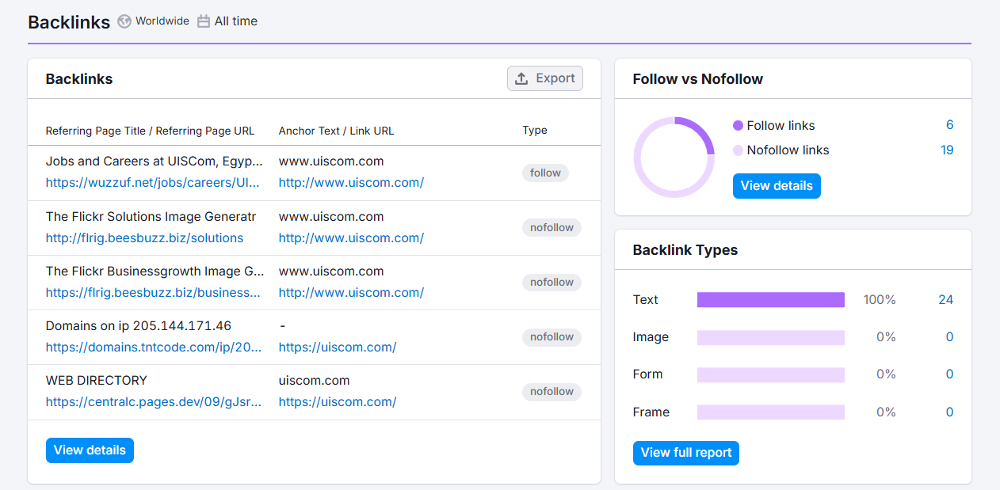 Backlinks Worldwide All time
Backlinks
Export
Referring Page Title / Referring Page URL Anchor Text / Link URL Type
Jobs and Careers at UISCom, Egyp... www.uiscom.com
https://wuzzuf.net/jobs/careers/UI... http://www.uiscom.com/
follow
The Flickr Solutions Image Generatr www.uiscom.com
http://flrig.beesbuzz.biz/solutions http://www.uiscom.com/
nofollow
The Flickr Businessgrowth Image G... www.uiscom.com
https://flrig.beesbuzz.biz/business... http://www.uiscom.com/
nofollow
Domains on ip 205.144.171.46 -
https://domains.tntcode.com/ip/20... https://uiscom.com/
nofollow
WEB DIRECTORY uiscom.com
https://centralc.pages.dev/09/gJsr... https://uiscom.com/
nofollow
View details
Follow vs Nofollow
Follow links 6
Nofollow links 19
View details
Backlink Types
Text 100% 24
Image 0% 0
Form 0% 0
Frame 0% 0
View full report